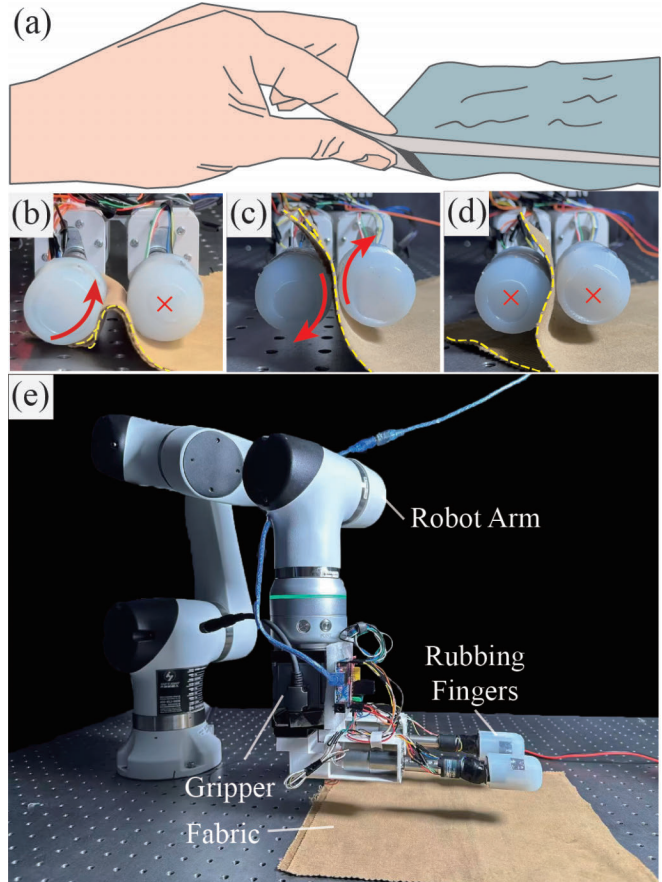 (a)
(b)
(c)
(d)
(e)
Robot Arm
Rubbing
Fingers
Gripper
Fabric